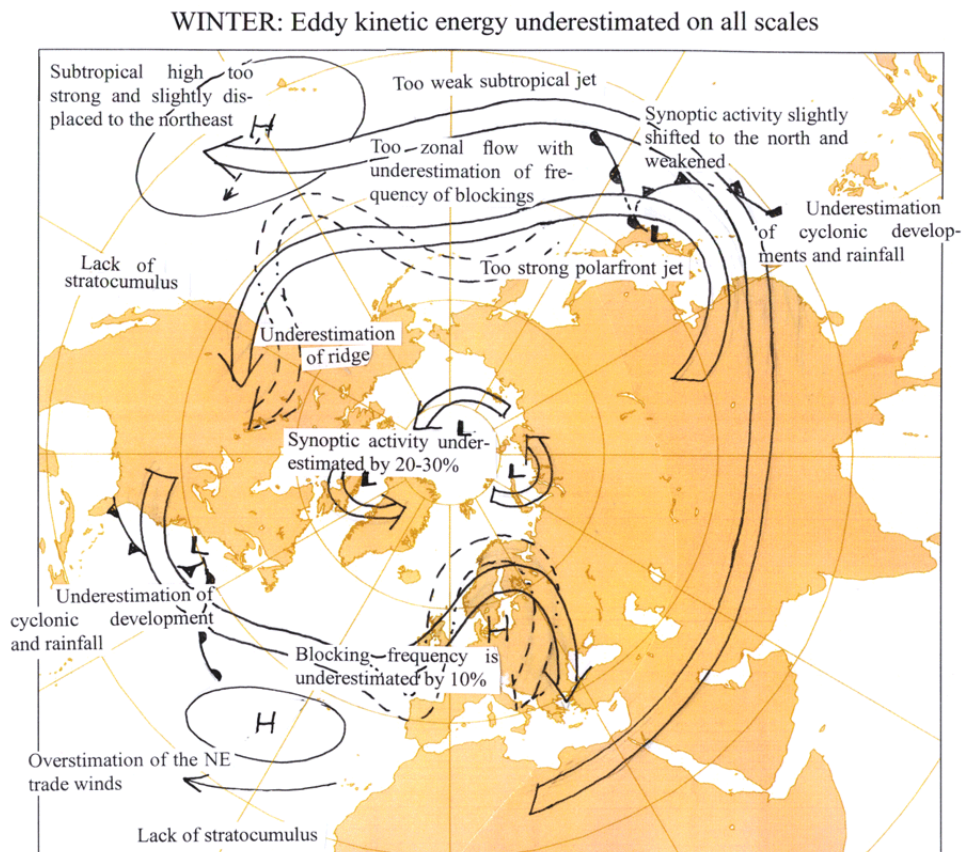 WINTER: Eddy kinetic energy underestimated on all scales
Subtropical high too
strong and slightly dis-
placed to the northeast
H
Too weak subtropical jet
Synoptic activity slightly
shifted to the north and
weakened
Too zonal flow with
underestimation of fre-
quency of blockings
Underestimation
of cyclonic develop-
ments and rainfall
L
Lack of
stratocumulus
Too strong polarfront jet
Underestimation
of ridge
L
Synoptic activity under-
estimated by 20-30%
L
L
L
Underestimation of
cyclonic development
and rainfall
H
Blocking frequency is
underestimated by 10%
H
Overstimation of the NE
trade winds
Lack of stratocumulus